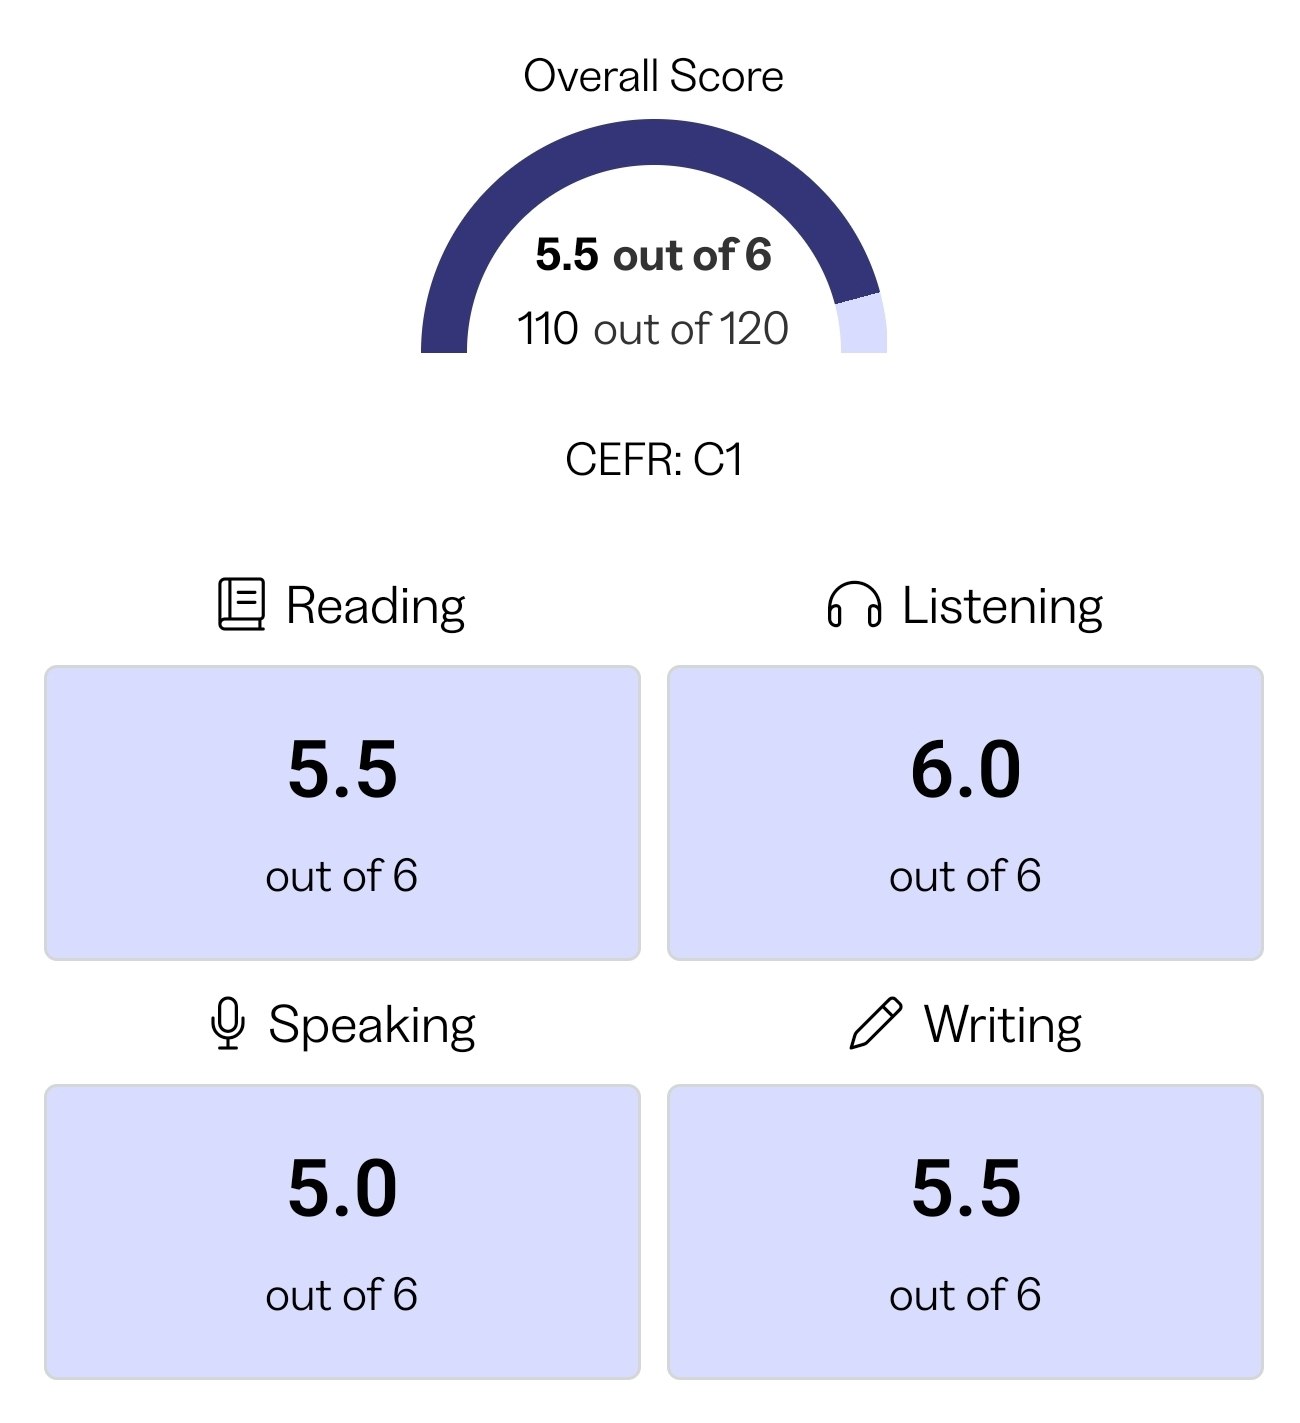 Overall Score
5.5 out of 6
110 out of 120
CEFR: C1
Reading
5.5
out of 6
Listening
6.0
out of 6
Speaking
5.0
out of 6
Writing
5.5
out of 6